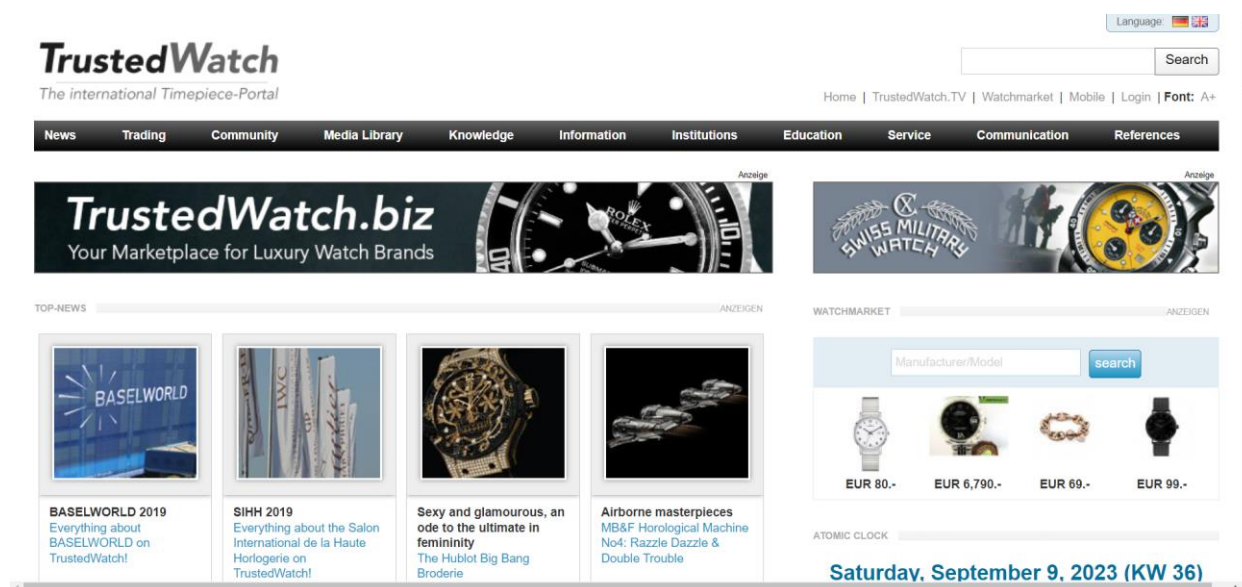 Language:
TrustedWatch
The international Timepiece-Portal
Search
Home | TrustedWatch.TV | Watchmarket | Mobile | Login | Font: A+
News Trading Community Media Library Knowledge Information Institutions Education Service Communication References
Anzeige
TrustedWatch.biz
Your Marketplace for Luxury Watch Brands
ROLEX
Anzeige
SWISS MILITARY
WATCH
TOP-NEWS
ANZEIGEN
BASELWORLD
IWC
BASELWORLD 2019
Everything about
BASELWORLD on
TrustedWatch!
SIHH 2019
Everything about the Salon
International de la Haute
Horlogerie on
TrustedWatch!
Sexy and glamourous, an
ode to the ultimate in
femininity
The Hublot Big Bang
Broderie
Airborne masterpieces
MB&F Horological Machine
No4: Razzle Dazzle &
Double Trouble
WATCHMARKET
ANZEIGEN
Manufacturer/Model
search
EUR 80.- EUR 6,790.- EUR 69.- EUR 99.-
ATOMIC CLOCK
Saturday, September 9, 2023 (KW 36)